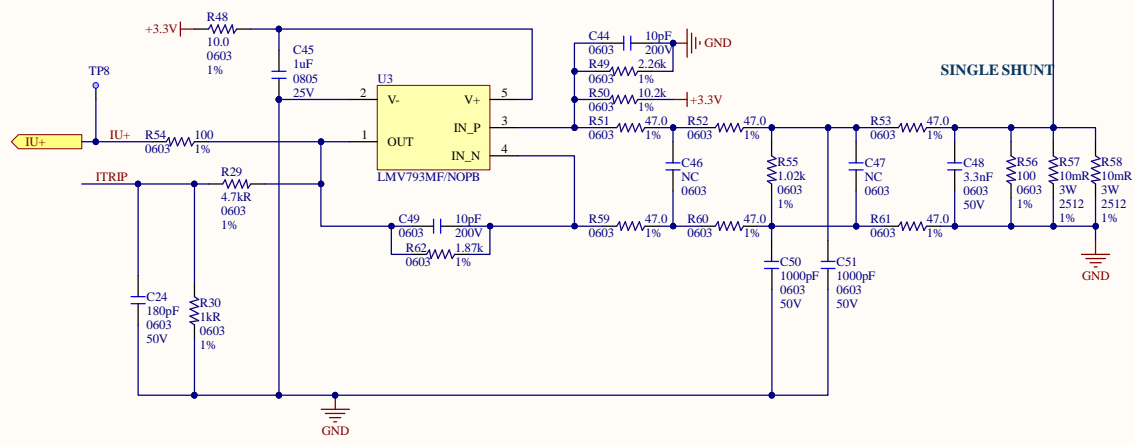 R48
+3.3V
10.0
0603
1%
C45
1uF
0805
25V
TP8
U3
2 V- V+ 5
IN_P 3
1 OUT
IN_N 4
LMV793MF/NOPB
C44 10pF
0603 200V
GND
R49 2.26k
0603 1%
R50 10.2k
0603 1%
+3.3V
SINGLE SHUNT
IU+
IU+
R54 100
0603 1%
R51 47.0
0603 1%
R52 47.0
0603 1%
R53 47.0
0603 1%
C46
NC
0603
R55
1.02k
0603
1%
C47
NC
0603
C48
3.3nF
0603
50V
R56
100
0603
1%
R57
10mR
3W
2512
1%
R58
10mR
3W
2512
1%
ITRIP
R29
4.7kR
0603
1%
C49 10pF
0603 200V
R62 1.87k
0603 1%
R59 47.0
0603 1%
R60 47.0
0603 1%
R61 47.0
0603 1%
GND
C50
1000pF
0603
50V
C51
1000pF
0603
50V
C24
180pF
0603
50V
R30
1kR
0603
1%
GND